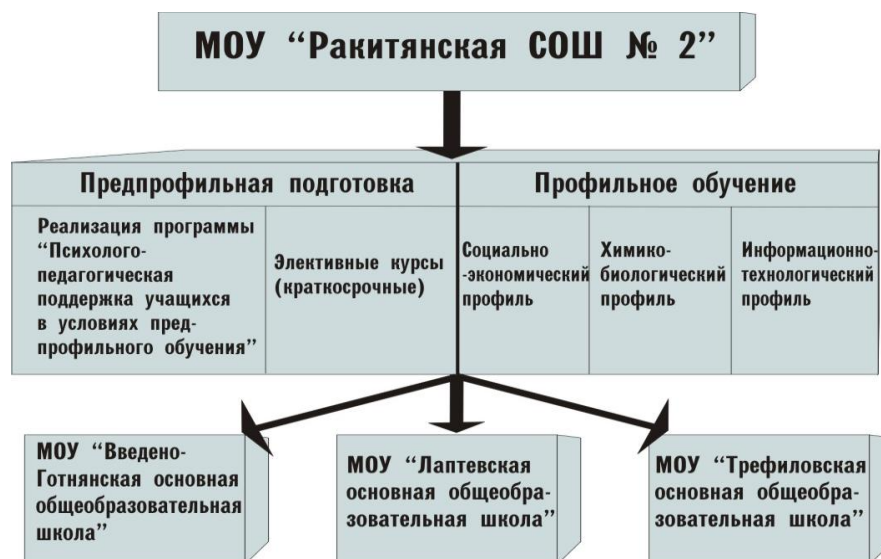 МОУ “Ракитянская СОШ № 2”
Предпрофильная подготовка
Профильное обучение
Реализация программы
“Психолого-
педагогическая
поддержка учащихся
в условиях пред-
профильного обучения”
Элективные курсы
(краткосрочные)
Социально
-экономический
профиль
Химико-
биологический
профиль
Информационно-
технологический
профиль
МОУ “Введено-
Готнянская основная
общеобразовательная
школа”
МОУ “Лаптевская
основная общеобра-
зовательная школа”
МОУ “Трефиловская
основная общеобра-
зовательная школа”